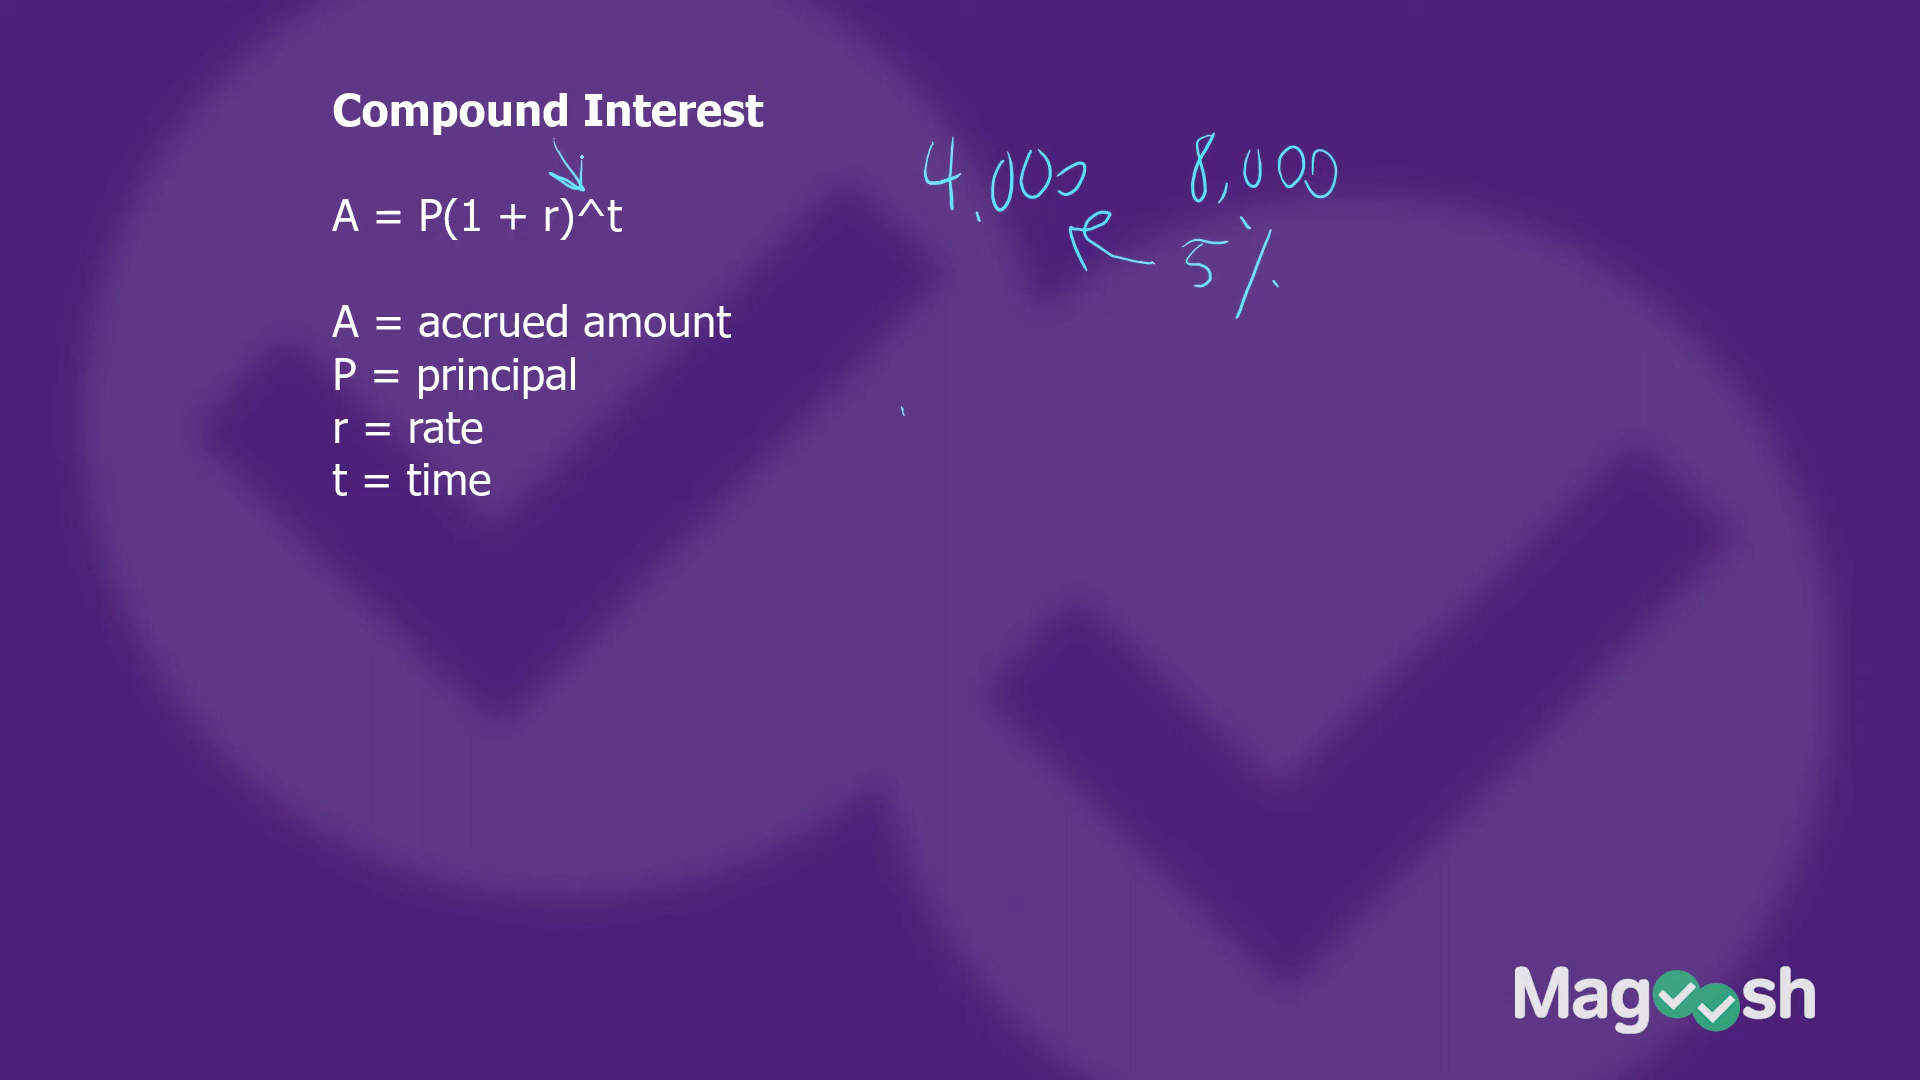 Compound Interest
A = P(1 + r)^t
A = accrued amount
P = principal
r = rate
t = time
4,000 8,000
R 5%
Magoosh